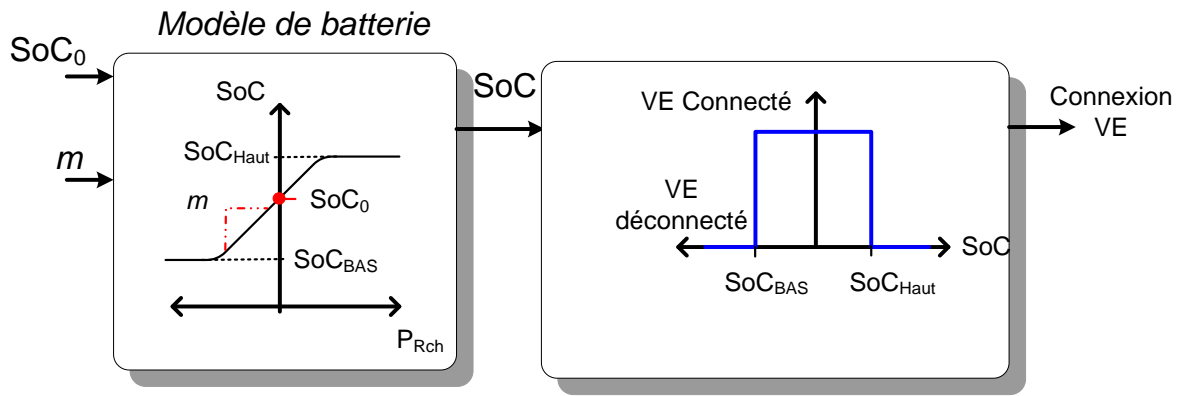 Modèle de batterie
SoC0
m
SoC
SoCHaut
m
SoC0
SoCBAS
PRch
SoC
VE Connecté
VE
déconnecté
SoC
SoCBAS
SoCHaut
Connexion
VE